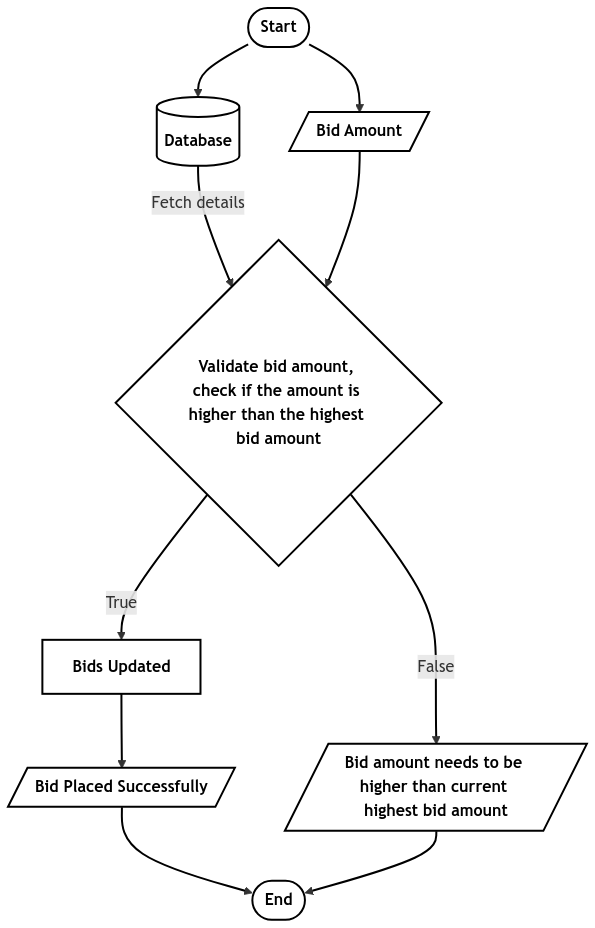 Start
Database
Bid Amount
Fetch details
Validate bid amount,
check if the amount is
higher than the highest
bid amount
True
False
Bids Updated
Bid Placed Successfully
Bid amount needs to be
higher than current
highest bid amount
End